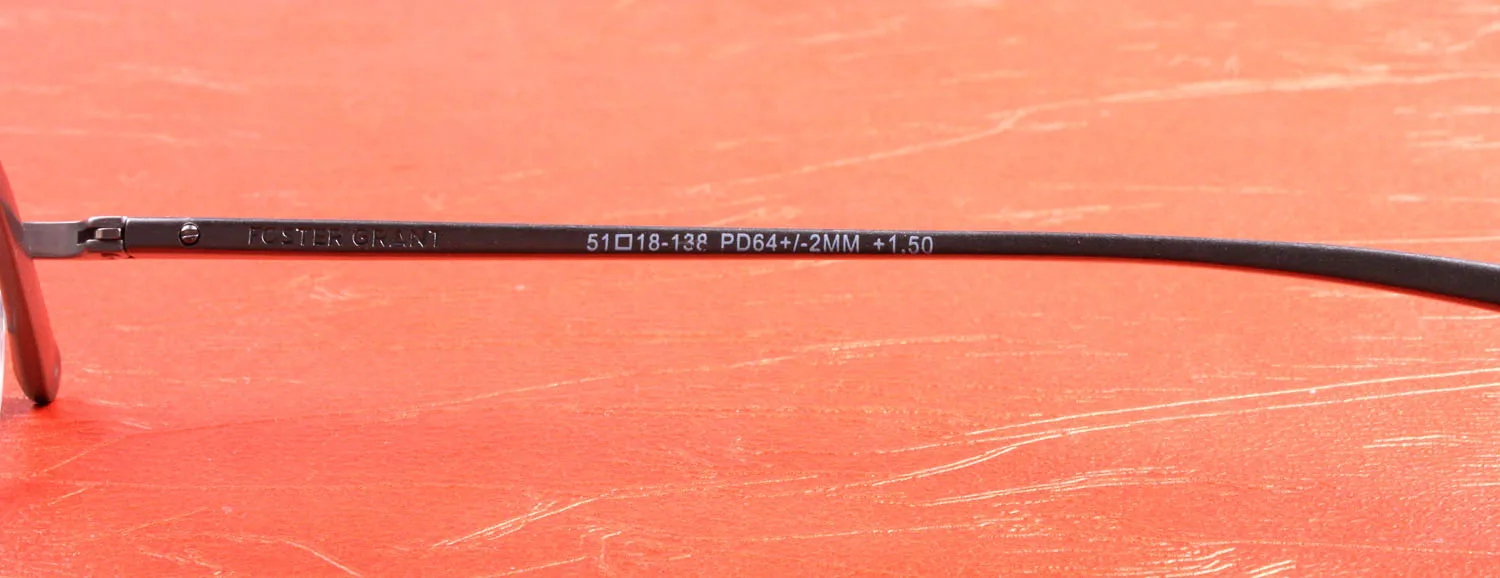 FOSTER GRANT
51□18-138 PD64+/-2MM +1.50